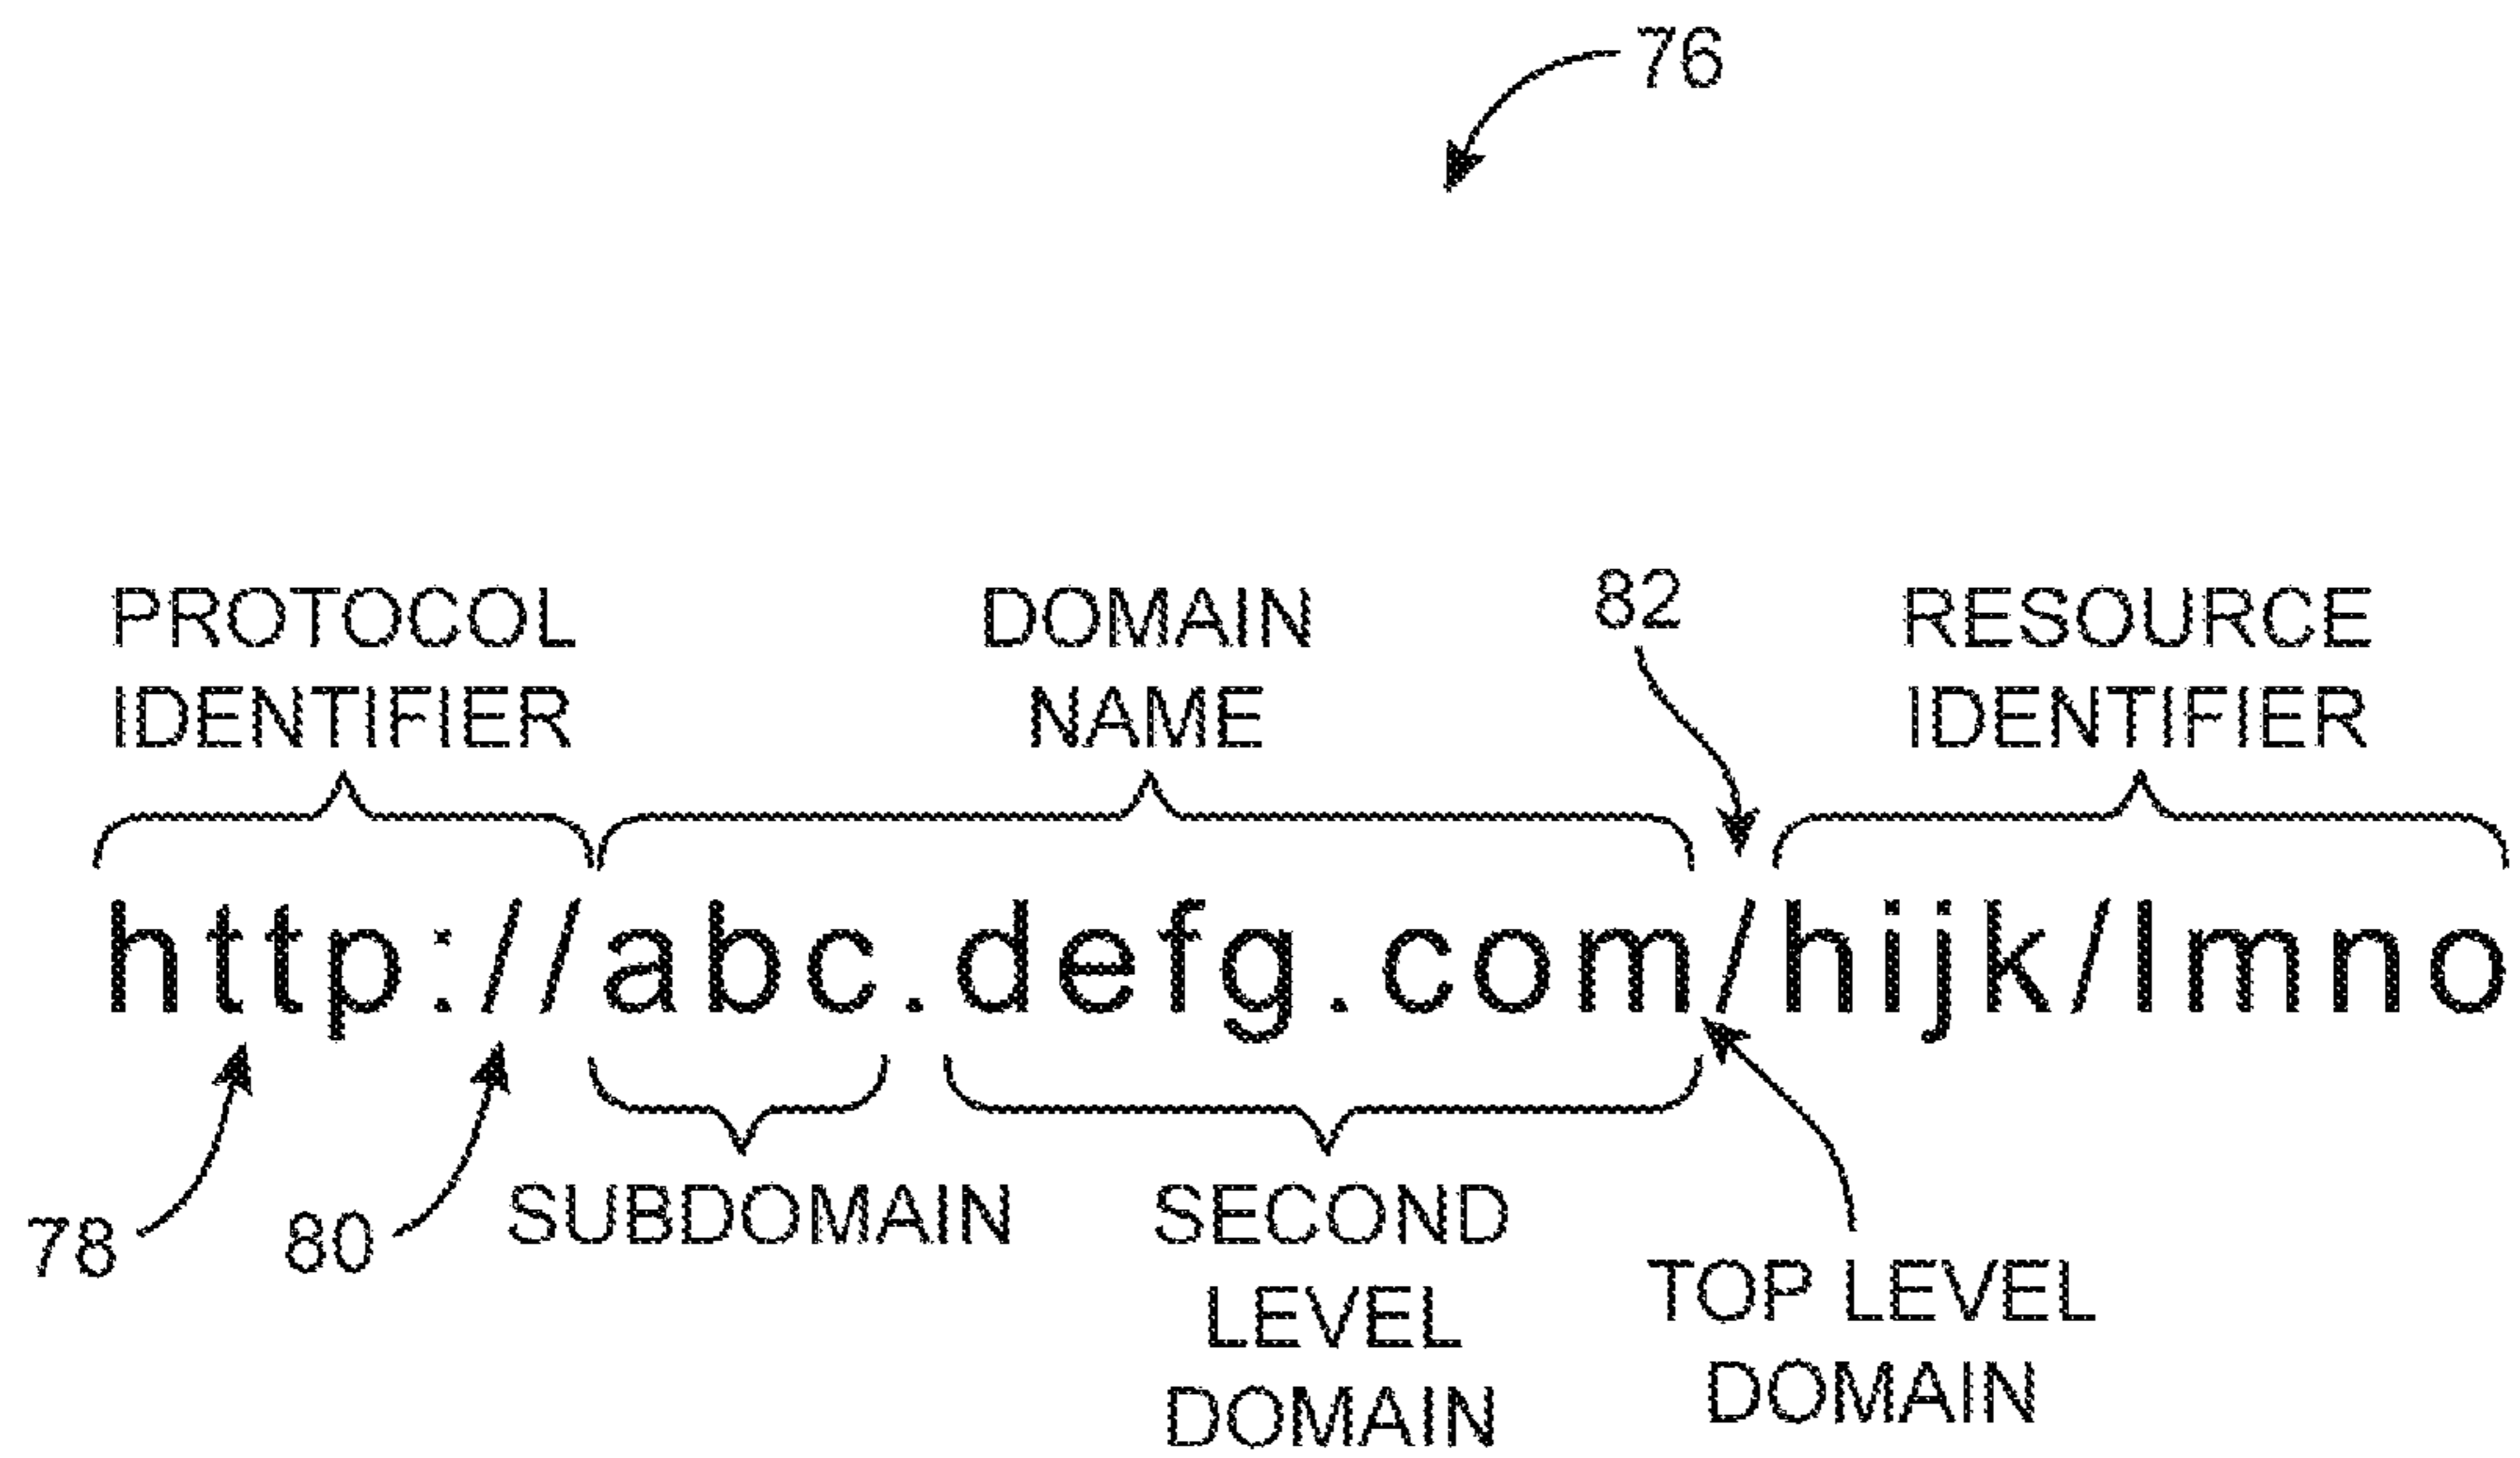 76
PROTOCOL
IDENTIFIER
DOMAIN
NAME
82
RESOURCE
IDENTIFIER
http://abc.defg.com/hijk/lmno
78
80
SUBDOMAIN
SECOND
LEVEL
DOMAIN
TOP LEVEL
DOMAIN